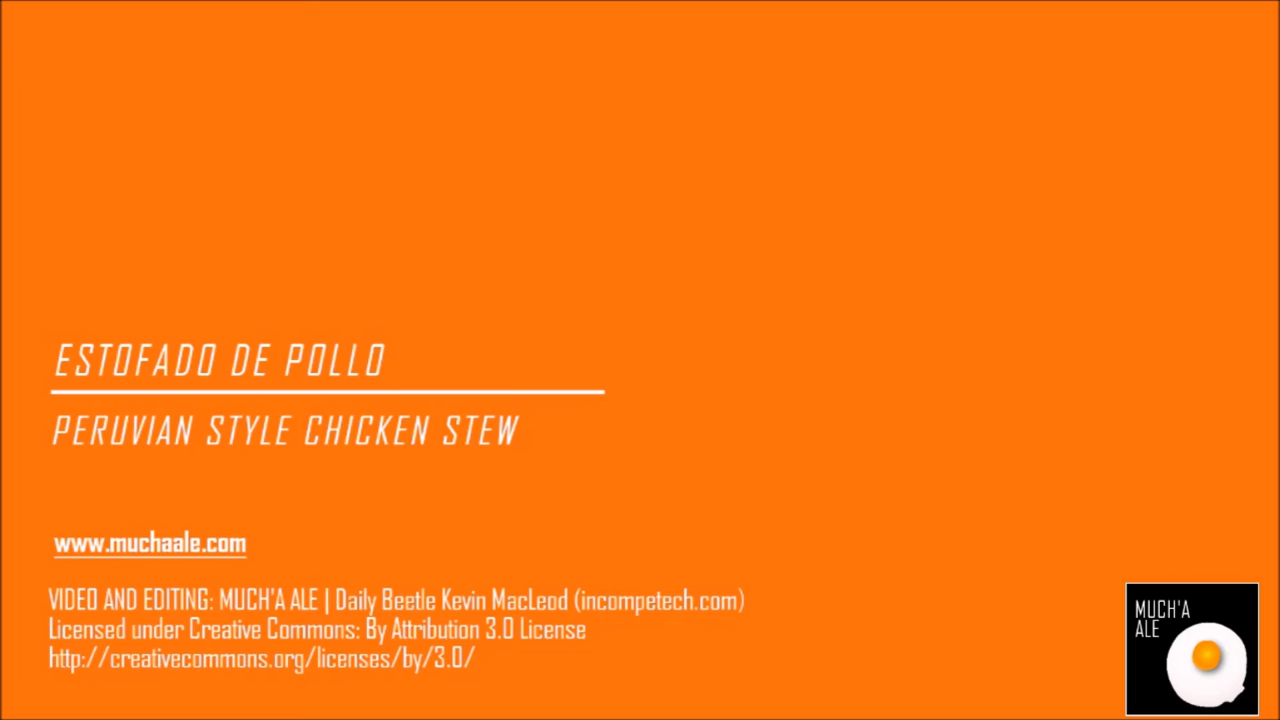 ESTOFADO DE POLLO
PERUVIAN STYLE CHICKEN STEW
www.muchaale.com
VIDEO AND EDITING: MUCH'A ALE | Daily Beetle Kevin MacLeod (incompetech.com)
Licensed under Creative Commons: By Attribution 3.0 License
http://creativecommons.org/licenses/by/3.0/
MUCH'A
ALE